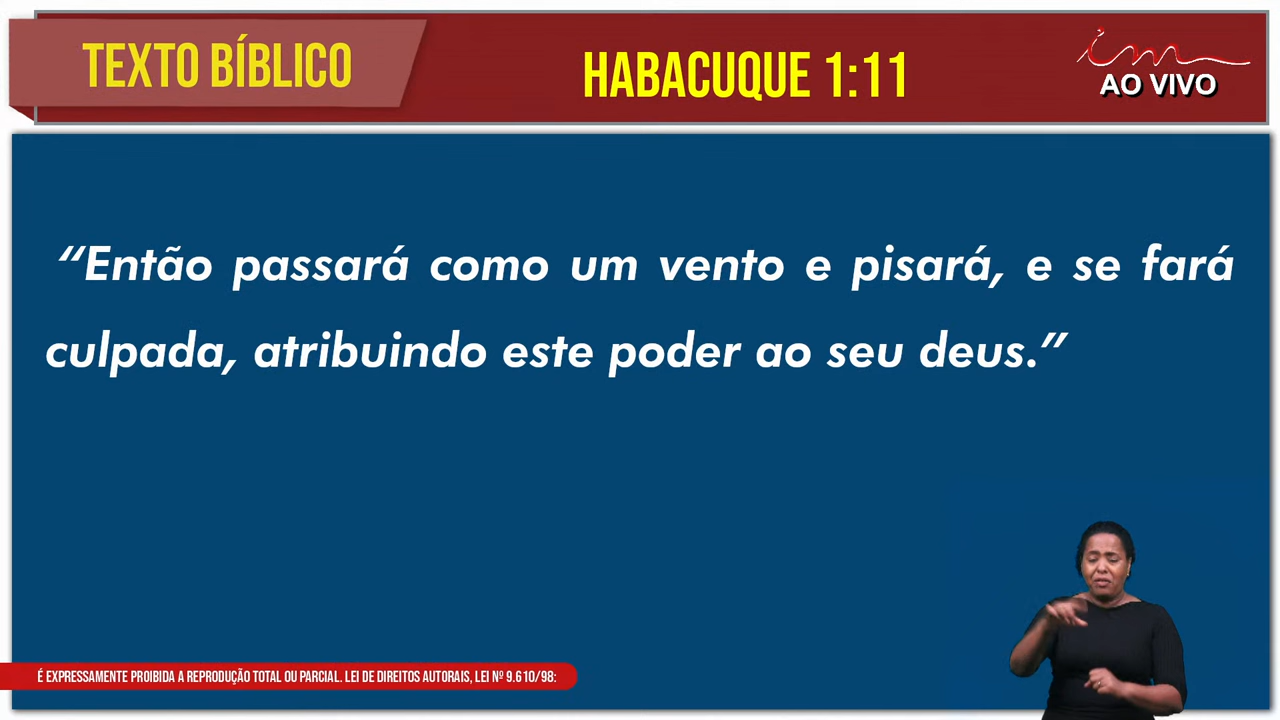 TEXTO BÍBLICO
HABACUQUE 1:11
im
AO VIVO
“Então passará como um vento e pisará, e se fará
culpada, atribuindo este poder ao seu deus.”
É EXPRESSAMENTE PROIBIDA A REPRODUÇÃO TOTAL OU PARCIAL. LEI DE DIREITOS AUTORAIS, LEI Nº 9.610/98: